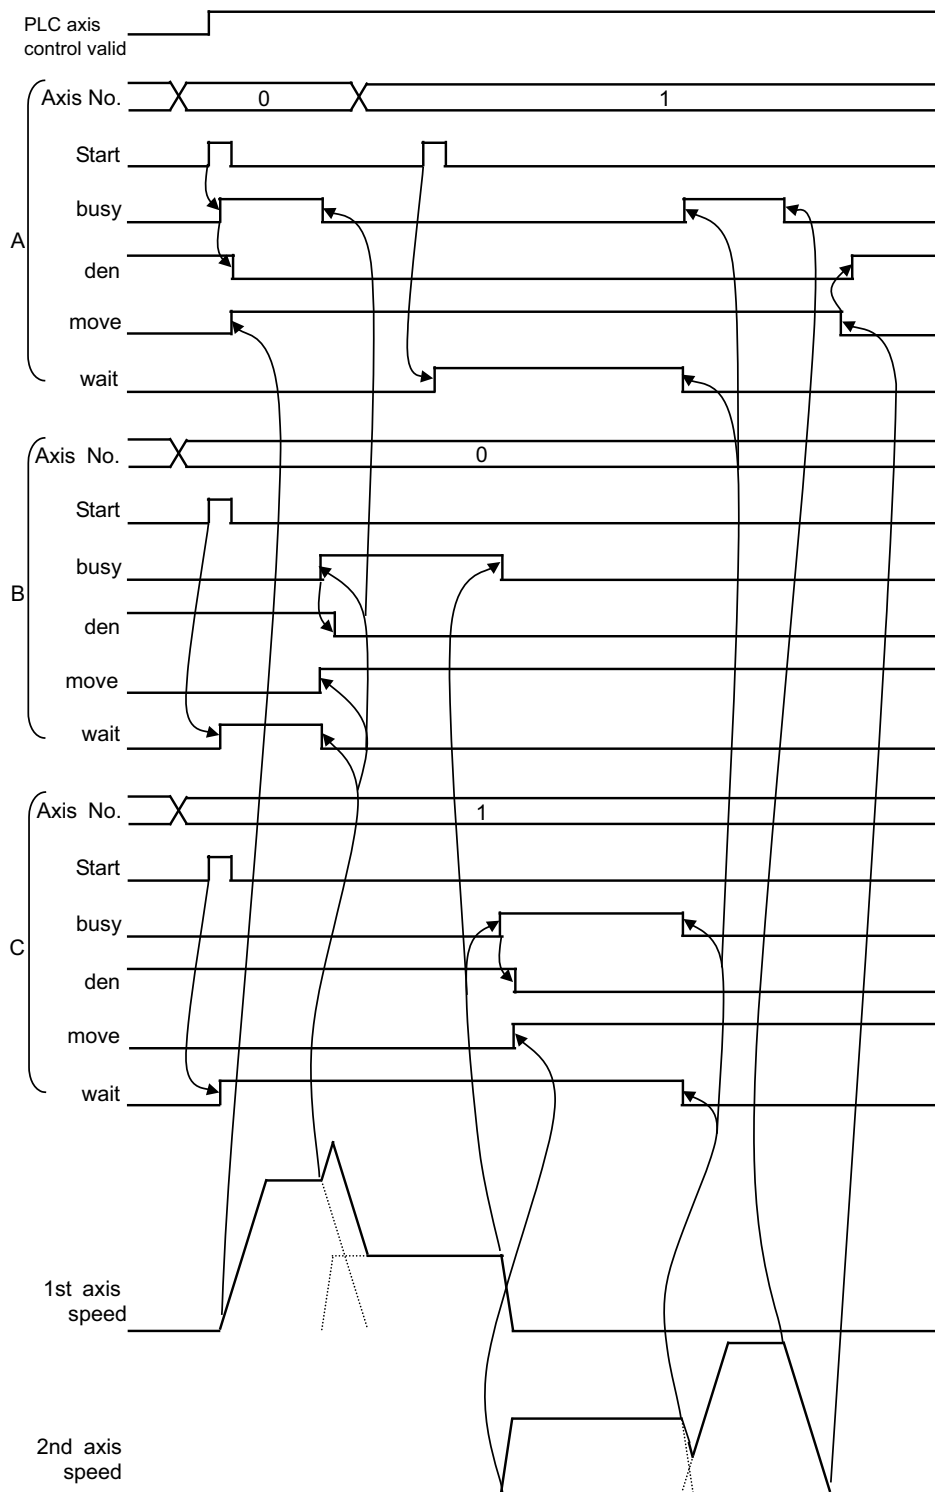 PLC axis
control valid
Axis No.
0
1
Start
busy
A
den
move
wait
Axis No.
0
Start
busy
B
den
move
wait
Axis No.
1
Start
busy
C
den
move
wait
1st axis
speed
2nd axis
speed